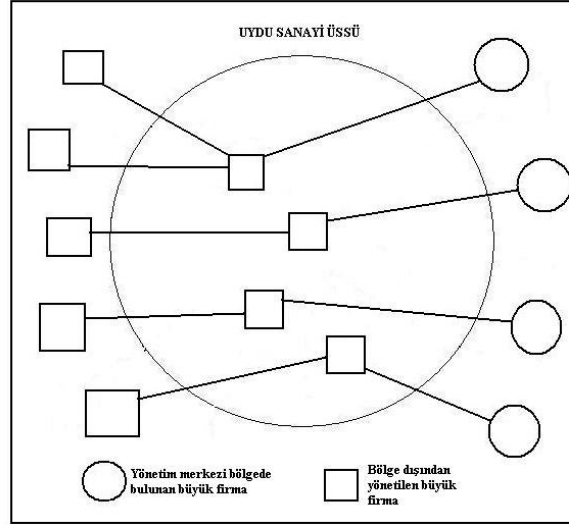 UYDU SANAYİ ÜSSÜ
Yönetim merkezi bölgede
bulunan büyük firma
Bölge dışından
yönetilen büyük
firma